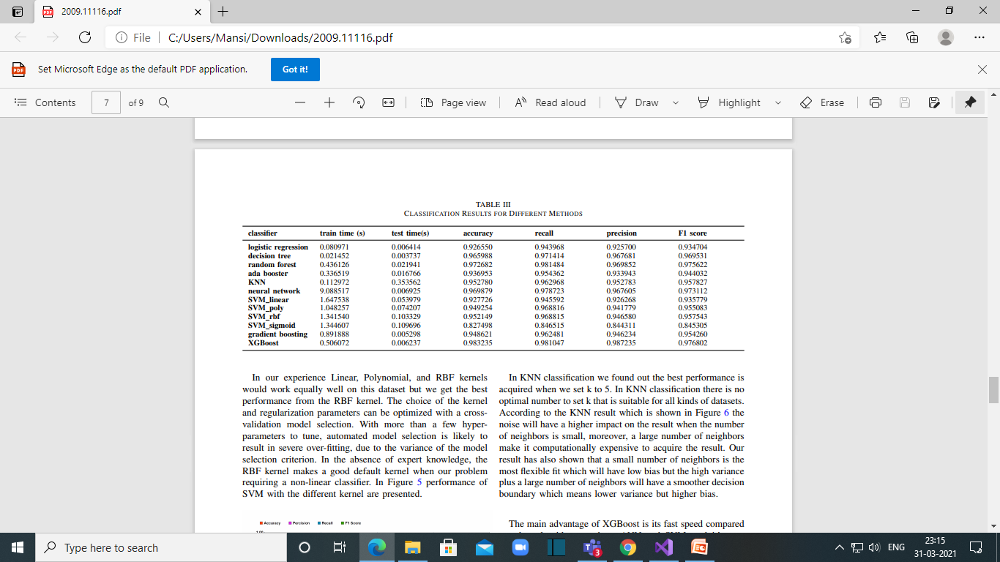 2009.11116.pdf
File
C:/Users/Mansi/Downloads/2009.11116.pdf
Set Microsoft Edge as the default PDF application.
Got it!
Contents
7
of 9
Page view
Read aloud
Draw
Highlight
Erase
TABLE III
CLASSIFICATION RESULTS FOR DIFFERENT METHODS
classifier train time (s) test time(s) accuracy recall precision F1 score
logistic regression 0.080971 0.006414 0.926550 0.943968 0.925700 0.934704
decision tree 0.021452 0.003737 0.965988 0.971414 0.967681 0.969531
random forest 0.436126 0.021941 0.972682 0.981484 0.969852 0.975622
ada booster 0.336519 0.016766 0.936953 0.954362 0.933943 0.944032
KNN 0.112972 0.353562 0.952780 0.962968 0.952783 0.957827
neural network 9.088517 0.006925 0.969879 0.978723 0.967605 0.973112
SVM_linear 1.647538 0.053979 0.927726 0.945592 0.926268 0.935779
SVM_poly 1.048257 0.074207 0.949254 0.968816 0.941779 0.955083
SVM_rbf 1.341540 0.103329 0.952149 0.968815 0.946580 0.957543
SVM_sigmoid 1.344607 0.109696 0.827498 0.846515 0.844311 0.845305
gradient boosting 0.891888 0.005298 0.948621 0.962481 0.946234 0.954260
XGBoost 0.506072 0.006237 0.983235 0.981047 0.987235 0.976802
In our experience Linear, Polynomial, and RBF kernels
would work equally well on this dataset but we get the best
performance from the RBF kernel. The choice of the kernel
and regularization parameters can be optimized with a cross-
validation model selection. With more than a few hyper-
parameters to tune, automated model selection is likely to
result in severe over-fitting, due to the variance of the model
selection criterion. In the absence of expert knowledge, the
RBF kernel makes a good default kernel when our problem
requiring a non-linear classifier. In Figure 5 performance of
SVM with the different kernel are presented.
Accuracy Percision Recall F1 Score
In KNN classification we found out the best performance is
acquired when we set k to 5. In KNN classification there is no
optimal number to set k that is suitable for all kinds of datasets.
According to the KNN result which is shown in Figure 6 the
noise will have a higher impact on the result when the number
of neighbors is small, moreover, a large number of neighbors
make it computationally expensive to acquire the result. Our
result has also shown that a small number of neighbors is the
most flexible fit which will have low bias but the high variance
plus a large number of neighbors will have a smoother decision
boundary which means lower variance but higher bias.
The main advantage of XGBoost is its fast speed compared
Type here to search
3
ENG
23:15
31-03-2021